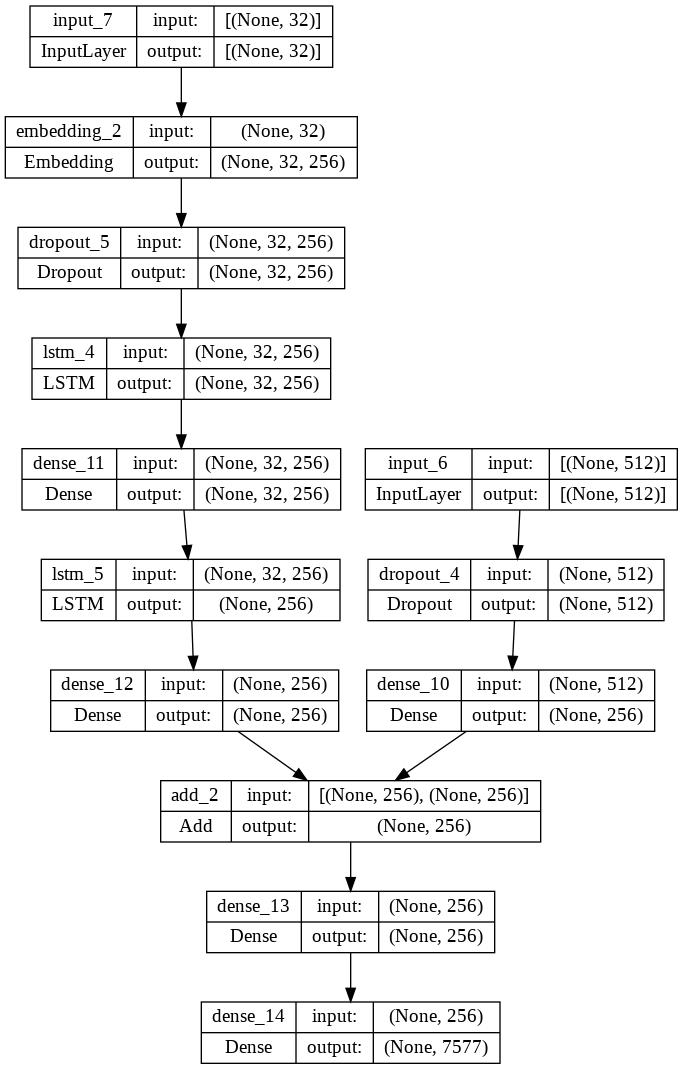 input_7 input: [(None, 32)]
InputLayer output: [(None, 32)]
embedding_2 input: (None, 32)
Embedding output: (None, 32, 256)
dropout_5 input: (None, 32, 256)
Dropout output: (None, 32, 256)
lstm_4 input: (None, 32, 256)
LSTM output: (None, 32, 256)
dense_11 input: (None, 32, 256)
Dense output: (None, 32, 256)
input_6 input: [(None, 512)]
InputLayer output: [(None, 512)]
lstm_5 input: (None, 32, 256)
LSTM output: (None, 256)
dropout_4 input: (None, 512)
Dropout output: (None, 512)
dense_12 input: (None, 256)
Dense output: (None, 256)
dense_10 input: (None, 512)
Dense output: (None, 256)
add_2 input: [(None, 256), (None, 256)]
Add output: (None, 256)
dense_13 input: (None, 256)
Dense output: (None, 256)
dense_14 input: (None, 256)
Dense output: (None, 7577)